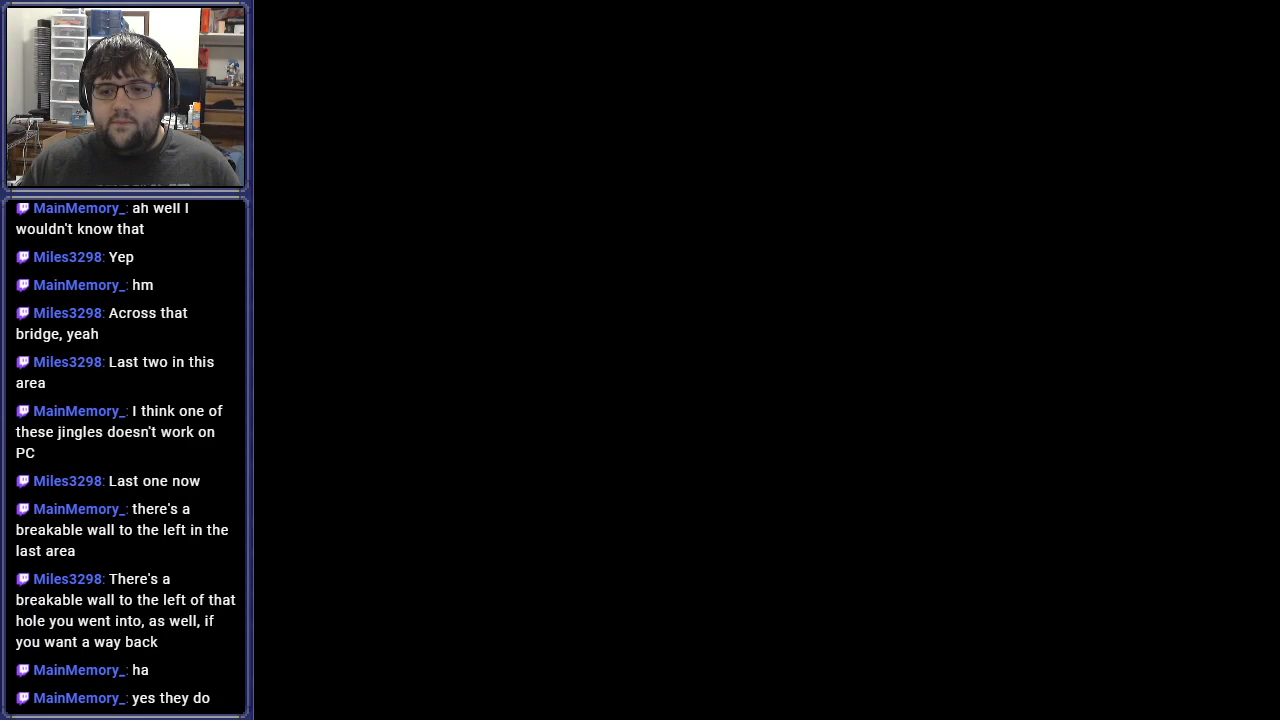 MainMemory_: ah well I
wouldn't know that
Miles3298: Yep
MainMemory_: hm
Miles3298: Across that
bridge, yeah
Miles3298: Last two in this
area
MainMemory_: I think one of
these jingles doesn't work on
PC
Miles3298: Last one now
MainMemory_: there's a
breakable wall to the left in the
last area
Miles3298: There's a
breakable wall to the left of that
hole you went into, as well, if
you want a way back
MainMemory_: ha
MainMemory_: yes they do